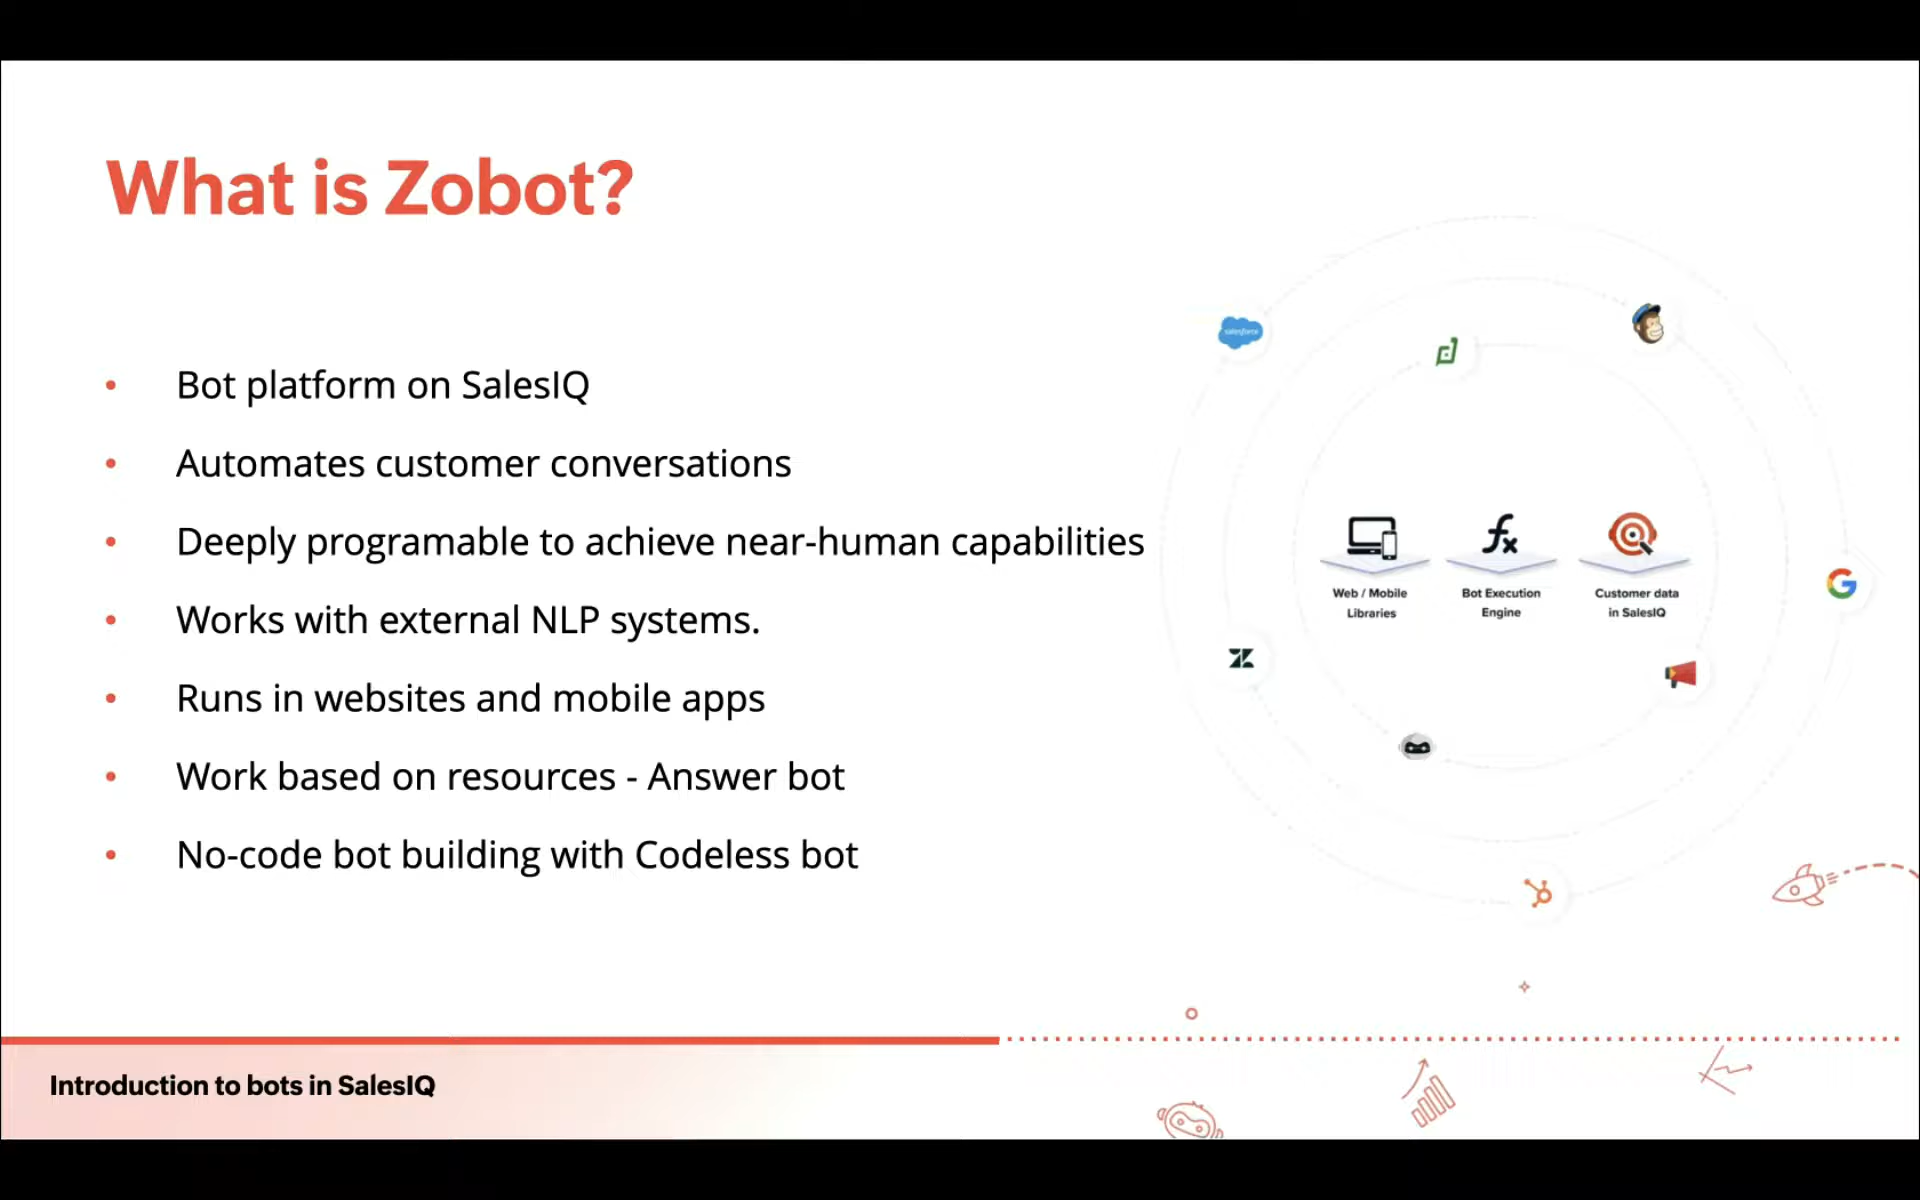 What is Zobot?
• Bot platform on SalesIQ
• Automates customer conversations
• Deeply programable to achieve near-human capabilities
• Works with external NLP systems.
• Runs in websites and mobile apps
• Work based on resources - Answer bot
• No-code bot building with Codeless bot
salesforce
Web / Mobile
Libraries
Bot Execution
Engine
Customer data
in SalesIQ
Introduction to bots in SalesIQ